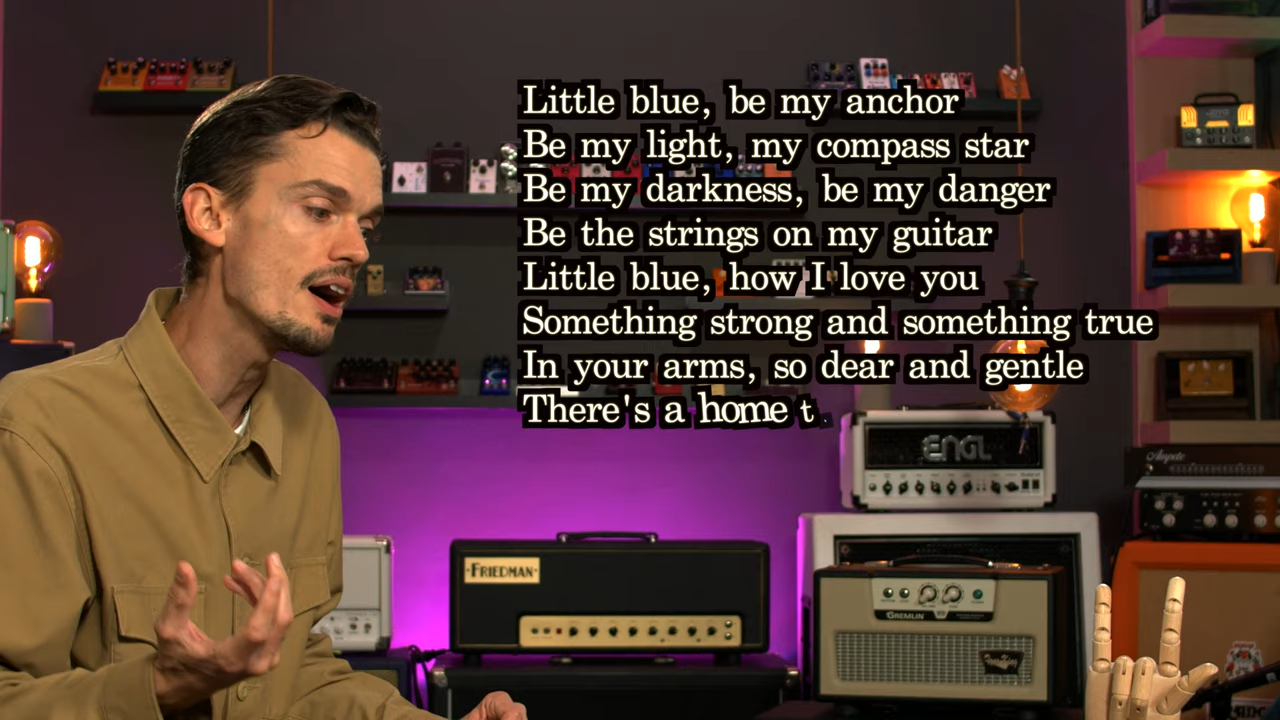 Little blue, be my anchor
Be my light, my compass star
Be my darkness, be my danger
Be the strings on my guitar
Little blue, how I love you
Something strong and something true
In your arms, so dear and gentle
There's a home t
ENGL
Ampete
FRIEDMAN
GREMLIN